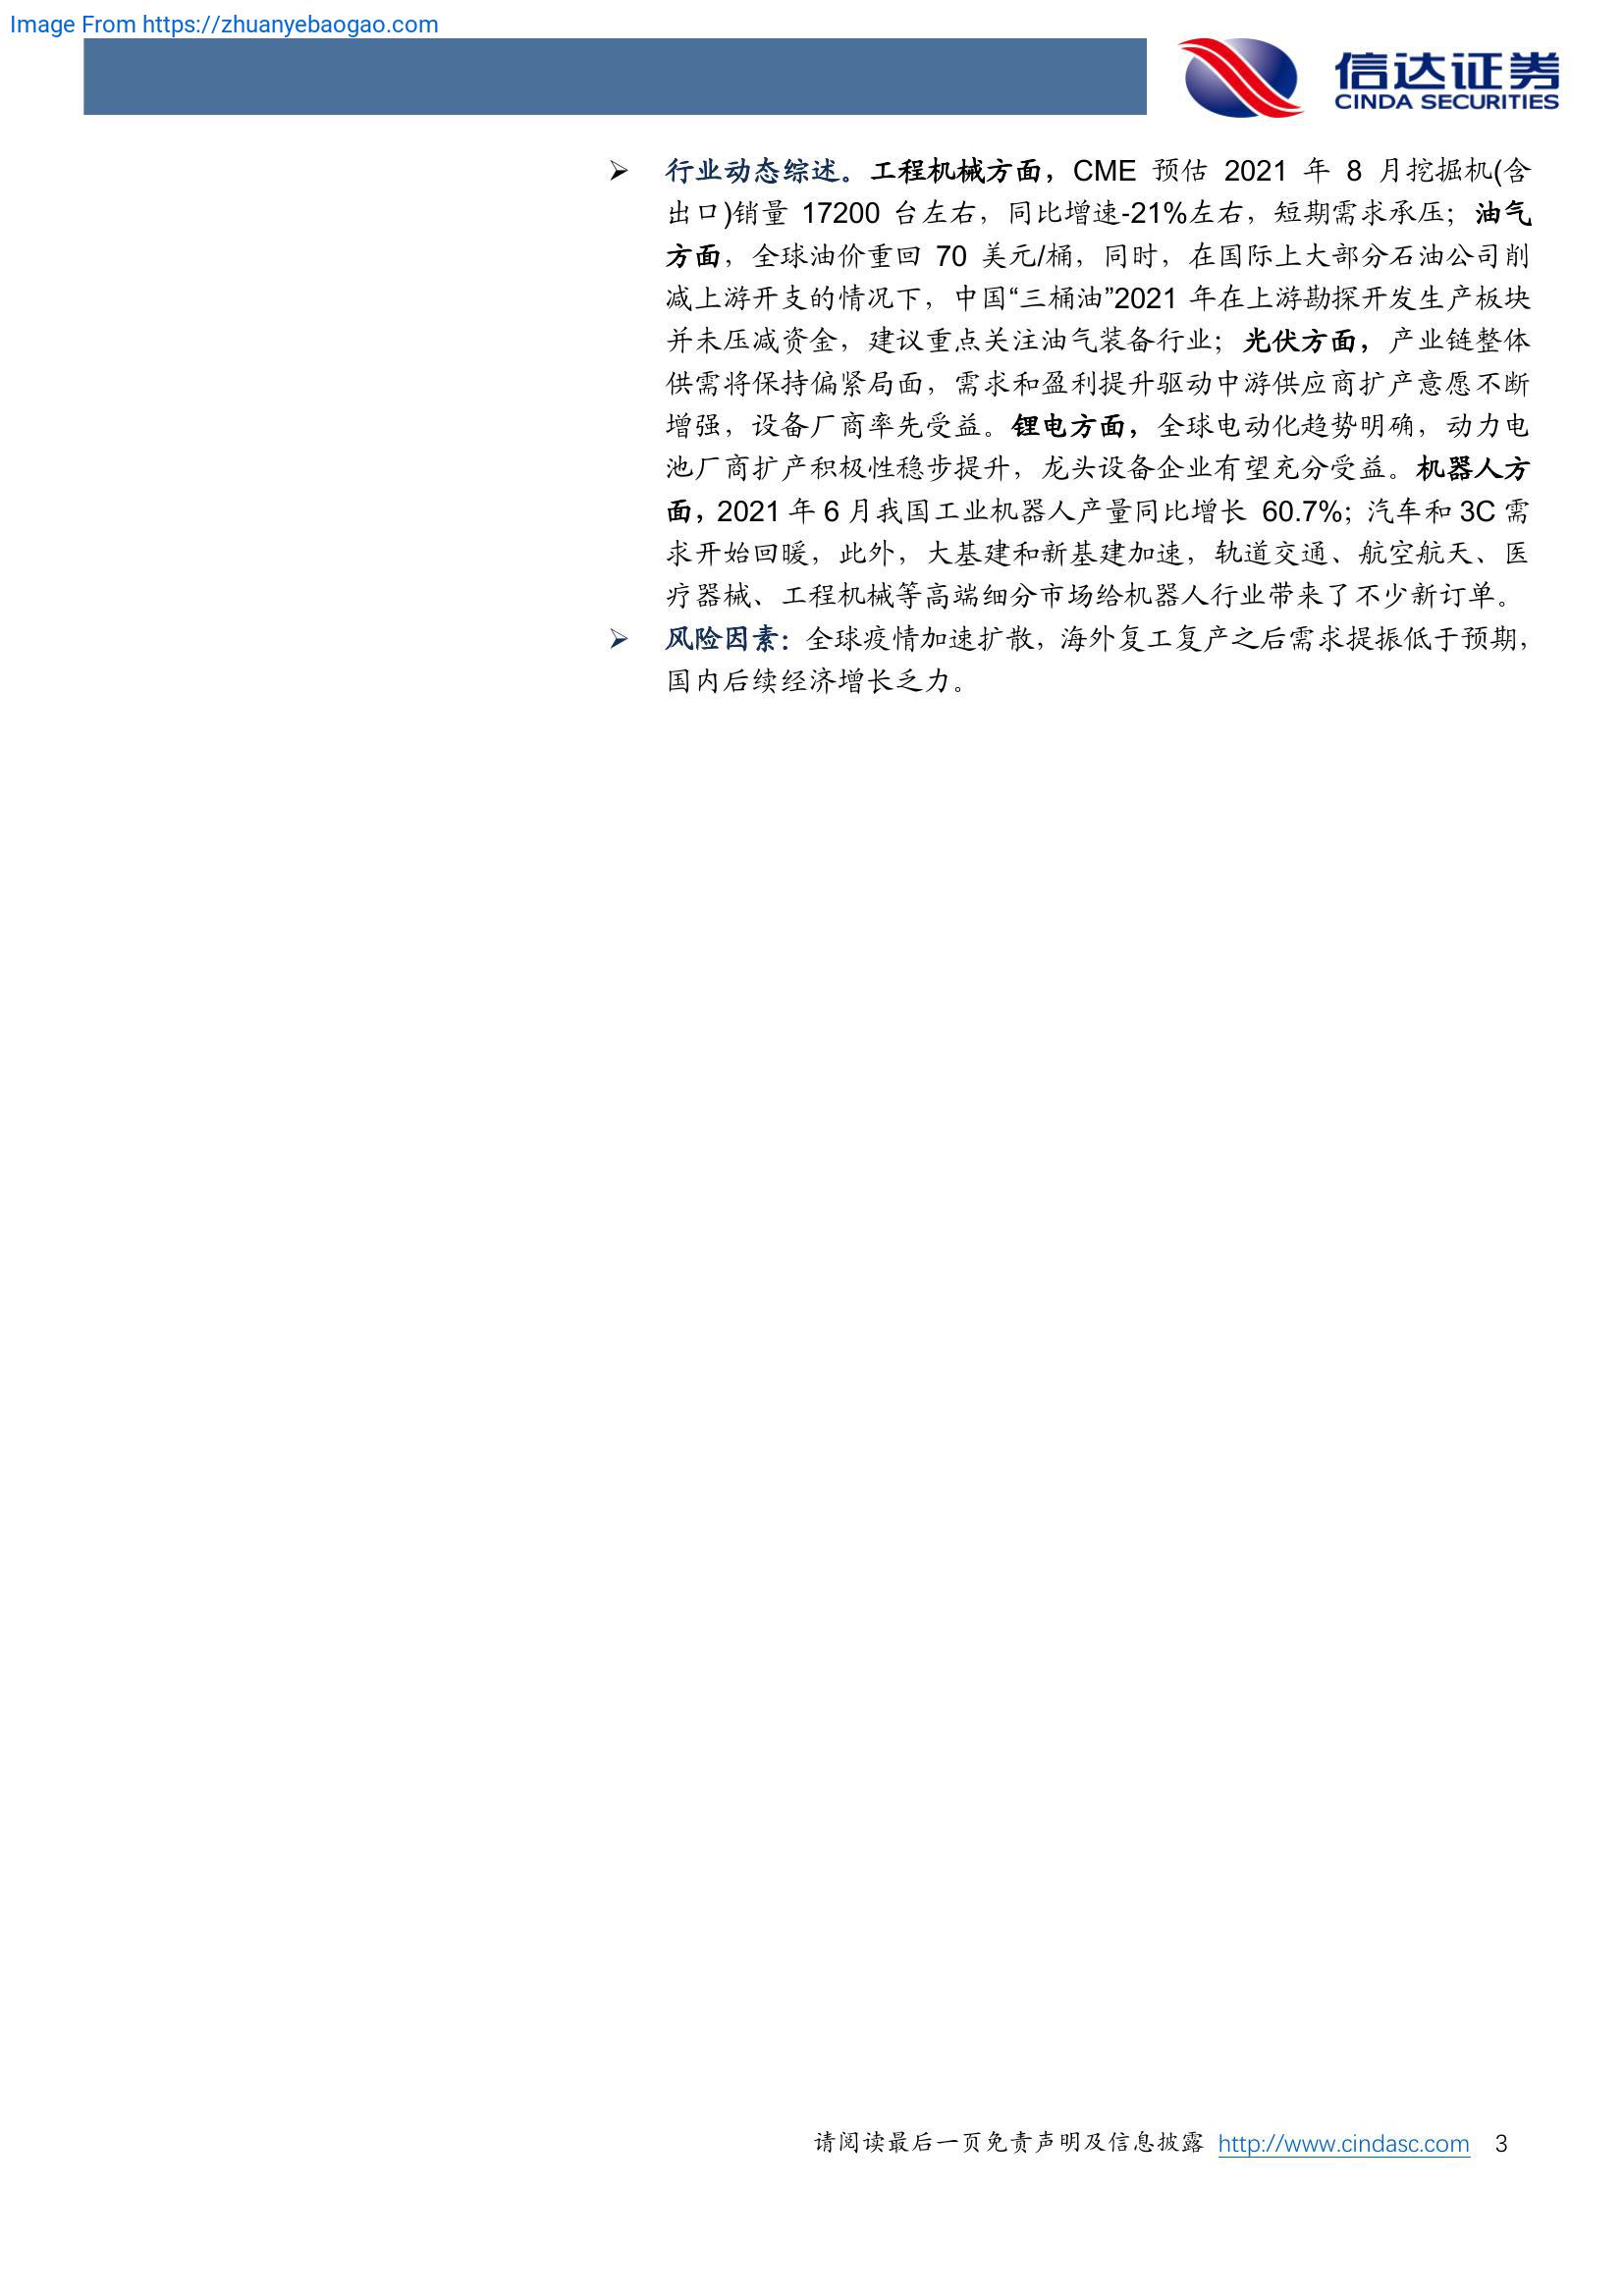 Image From https://zhuanyebaogao.com
信达证券
CINDA SECURITIES
➢ 行业动态综述。工程机械方面，CME 预估 2021 年 8 月挖掘机(含
出口)销量 17200 台左右，同比增速-21%左右，短期需求承压；油气
方面，全球油价重回 70 美元/桶，同时，在国际上大部分石油公司削
减上游开支的情况下，中国“三桶油”2021 年在上游勘探开发生产板块
并未压减资金，建议重点关注油气装备行业；光伏方面，产业链整体
供需将保持偏紧局面，需求和盈利提升驱动中游供应商扩产意愿不断
增强，设备厂商率先受益。锂电方面，全球电动化趋势明确，动力电
池厂商扩产积极性稳步提升，龙头设备企业有望充分受益。机器人方
面，2021 年 6 月我国工业机器人产量同比增长 60.7%；汽车和 3C 需
求开始回暖，此外，大基建和新基建加速，轨道交通、航空航天、医
疗器械、工程机械等高端细分市场给机器人行业带来了不少新订单。
➢ 风险因素：全球疫情加速扩散，海外复工复产之后需求提振低于预期，
国内后续经济增长乏力。
请阅读最后一页免责声明及信息披露 http://www.cindasc.com 3